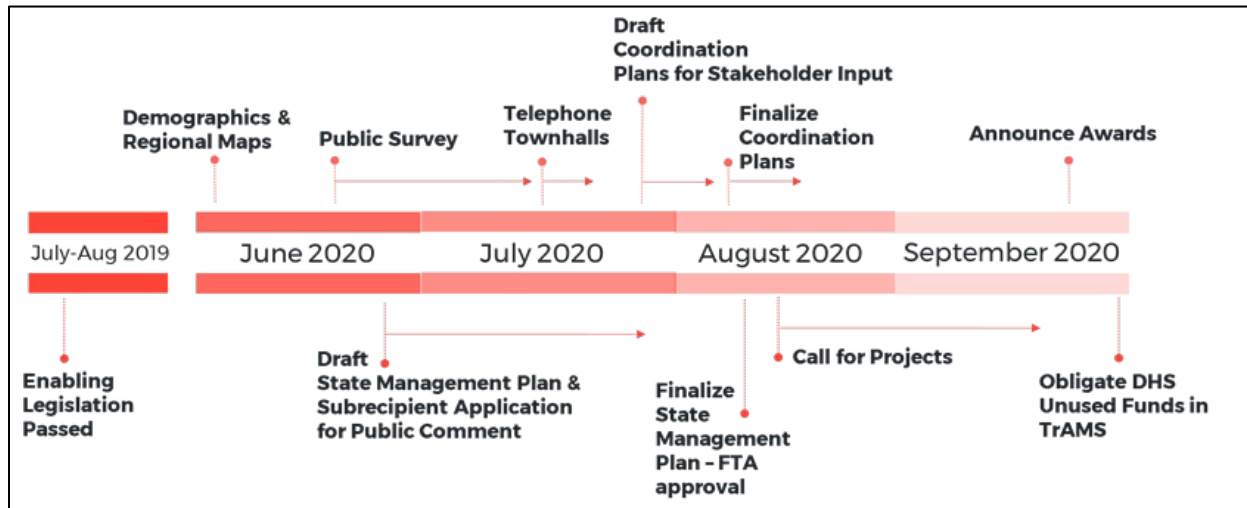 Draft
Coordination
Plans for Stakeholder Input
Demographics &
Regional Maps
Public Survey
Telephone
Townhalls
Finalize
Coordination
Plans
Announce Awards
July-Aug 2019
June 2020
July 2020
August 2020
September 2020
Enabling
Legislation
Passed
Draft
State Management Plan &
Subrecipient Application
for Public Comment
Finalize
State
Management
Plan – FTA
approval
Call for Projects
Obligate DHS
Unused Funds in
TrAMS